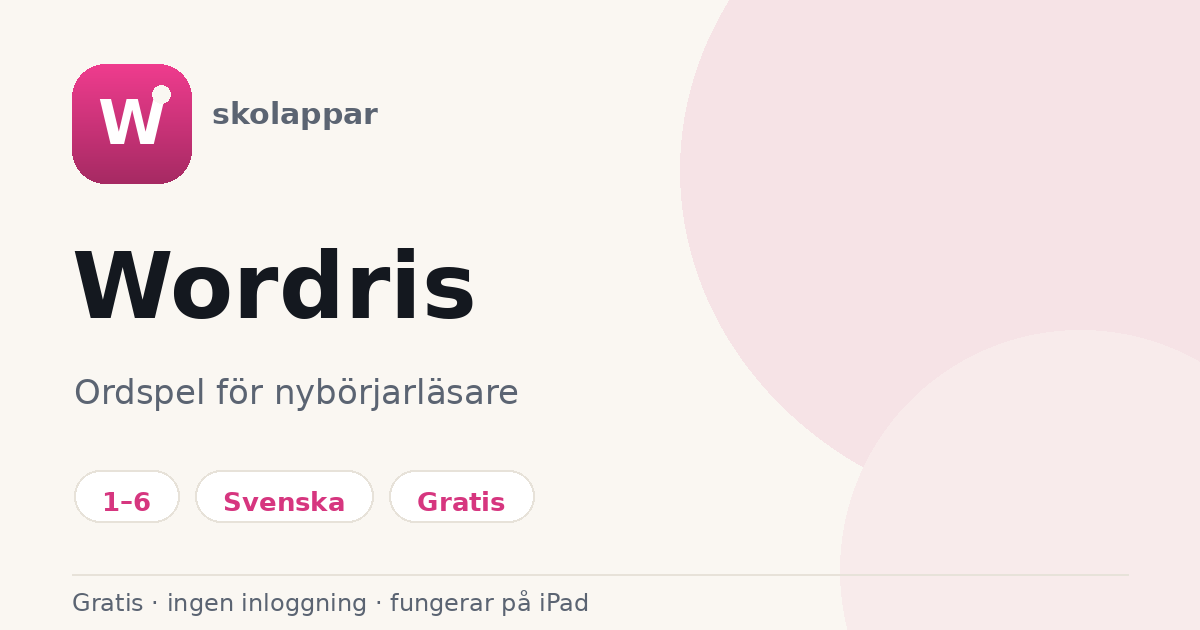 W
skolappar
Wordris
Ordspel för nybörjarläsare
1–6
Svenska
Gratis
Gratis · ingen inloggning · fungerar på iPad